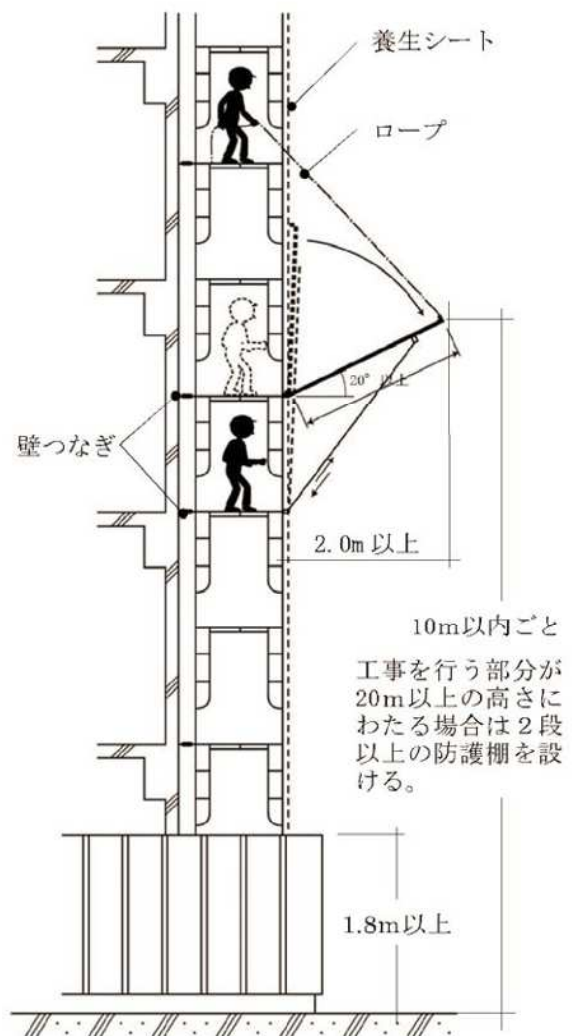 養生シート
ロープ
20° 以上
壁つなぎ
2.0m以上
10m以内ごと
工事を行う部分が
20m以上の高さに
わたる場合は２段
以上の防護棚を設
ける。
1.8m以上